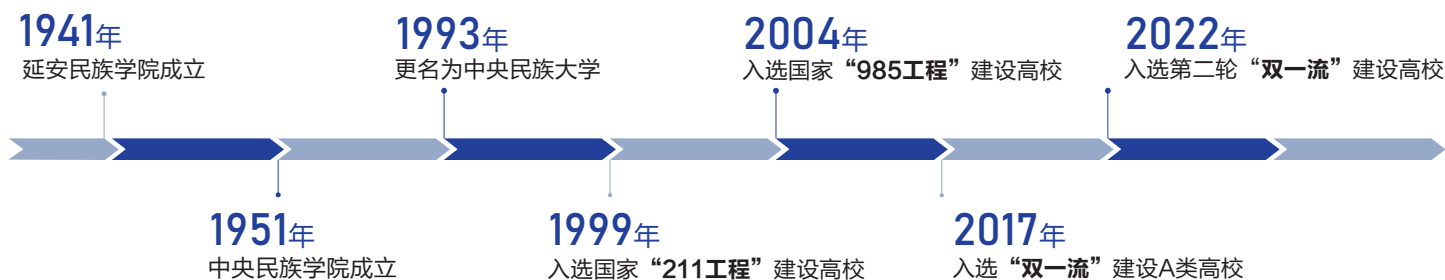 1941年
延安民族学院成立
1993年
更名为中央民族大学
2004年
入选国家“985工程”建设高校
2022年
入选第二轮“双一流”建设高校
1951年
中央民族学院成立
1999年
入选国家“211工程”建设高校
2017年
入选“双一流”建设A类高校